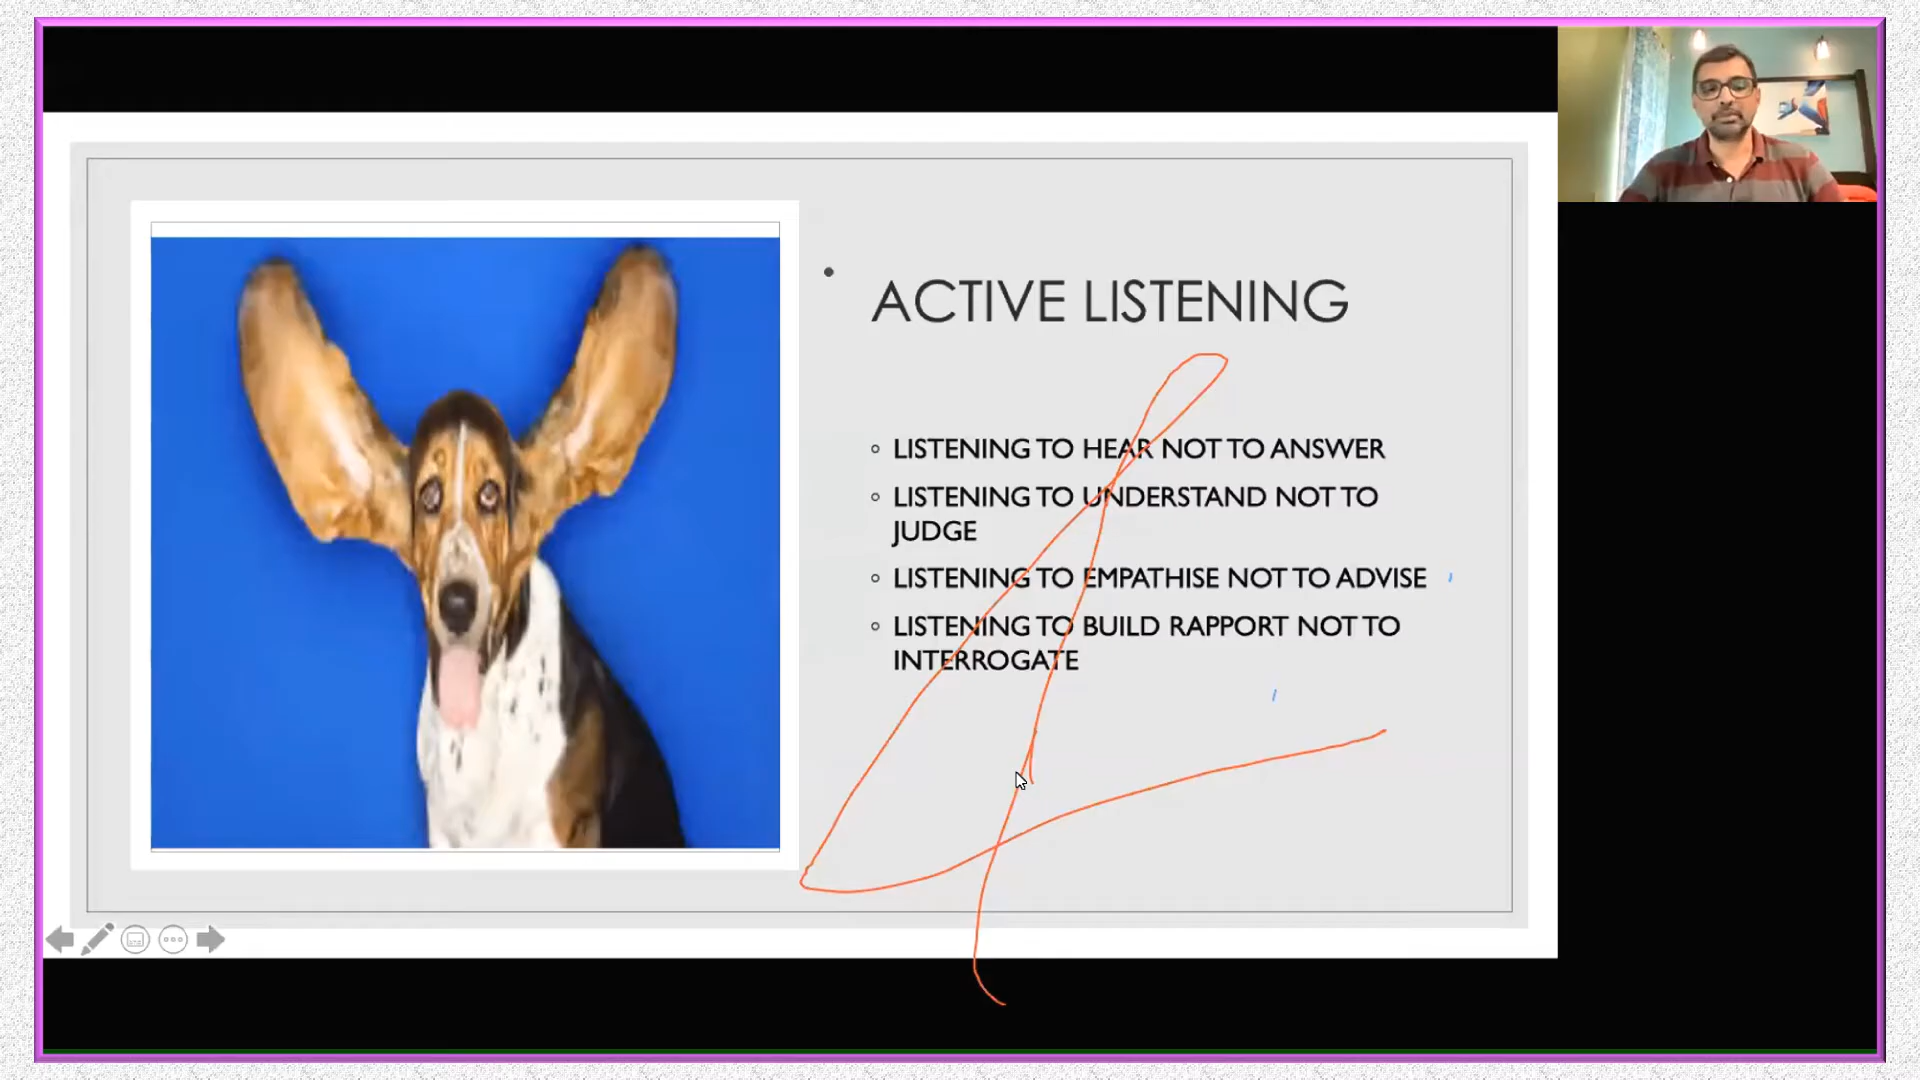 ACTIVE LISTENING
LISTENING TO HEAR NOT TO ANSWER
LISTENING TO UNDERSTAND NOT TO
JUDGE
LISTENING TO EMPATHISE NOT TO ADVISE
LISTENING TO BUILD RAPPORT NOT TO
INTERROGATE